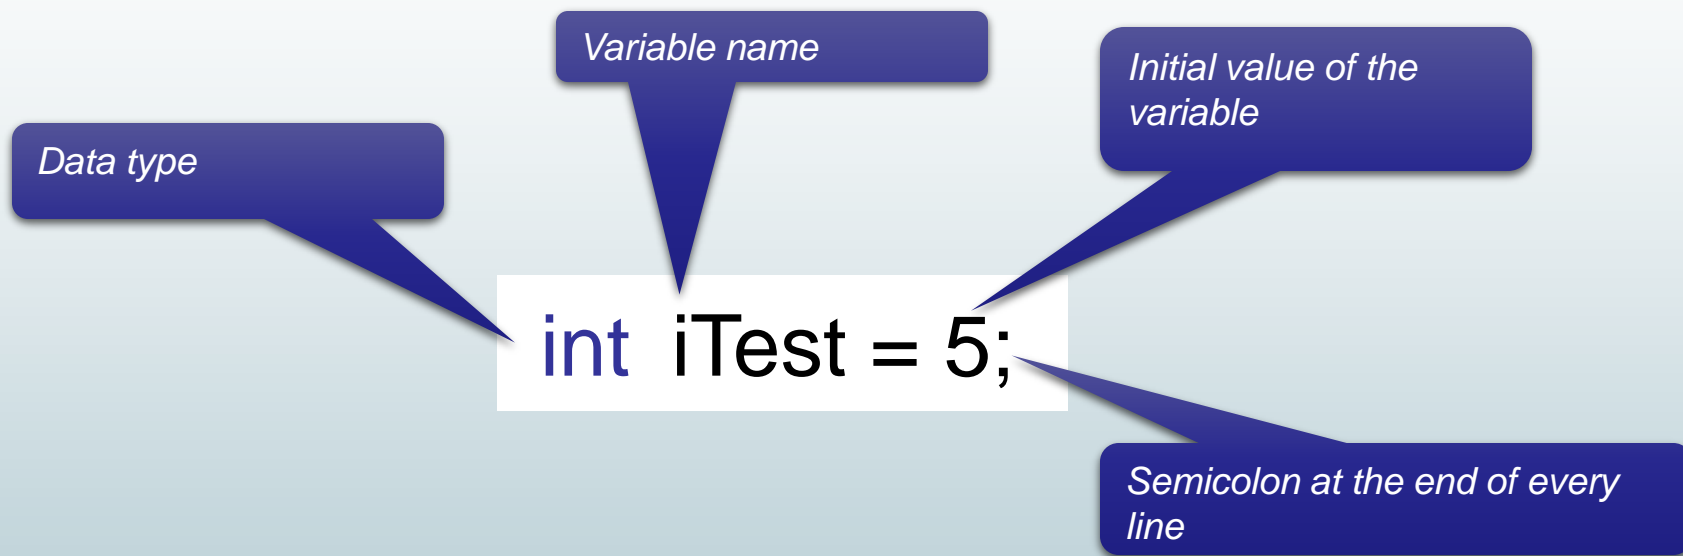 Variable name
Initial value of the
variable
Data type
int iTest = 5;
Semicolon at the end of every
line